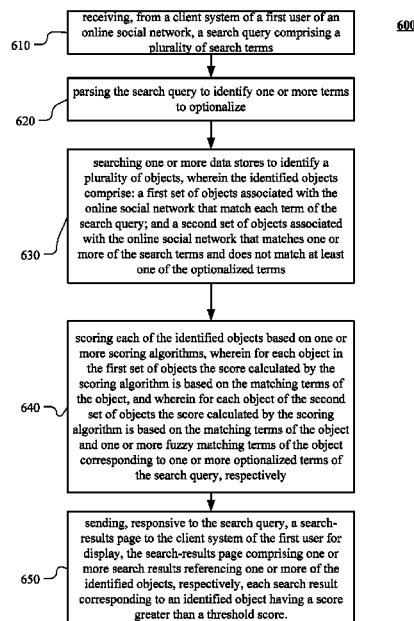 600
610
receiving, from a client system of a first user of an
online social network, a search query comprising a
plurality of search terms
620
parsing the search query to identify one or more terms
to optionalize
630
searching one or more data stores to identify a
plurality of objects, wherein the identified objects
comprise: a first set of objects associated with the
online social network that match each term of the
search query; and a second set of objects associated
with the online social network that matches one or
more of the search terms and does not match at least
one of the optionalized terms
640
scoring each of the identified objects based on one or
more scoring algorithms, wherein for each object in
the first set of objects the score calculated by the
scoring algorithm is based on the matching terms of
the object, and wherein for each object of the second
set of objects the score calculated by the scoring
algorithm is based on the matching terms of the object
and one or more fuzzy matching terms of the object
corresponding to one or more optionalized terms of
the search query, respectively
650
sending, responsive to the search query, a search-
results page to the client system of the first user for
display, the search-results page comprising one or
more search results referencing one or more of the
identified objects, respectively, each search result
corresponding to an identified object having a score
greater than a threshold score.